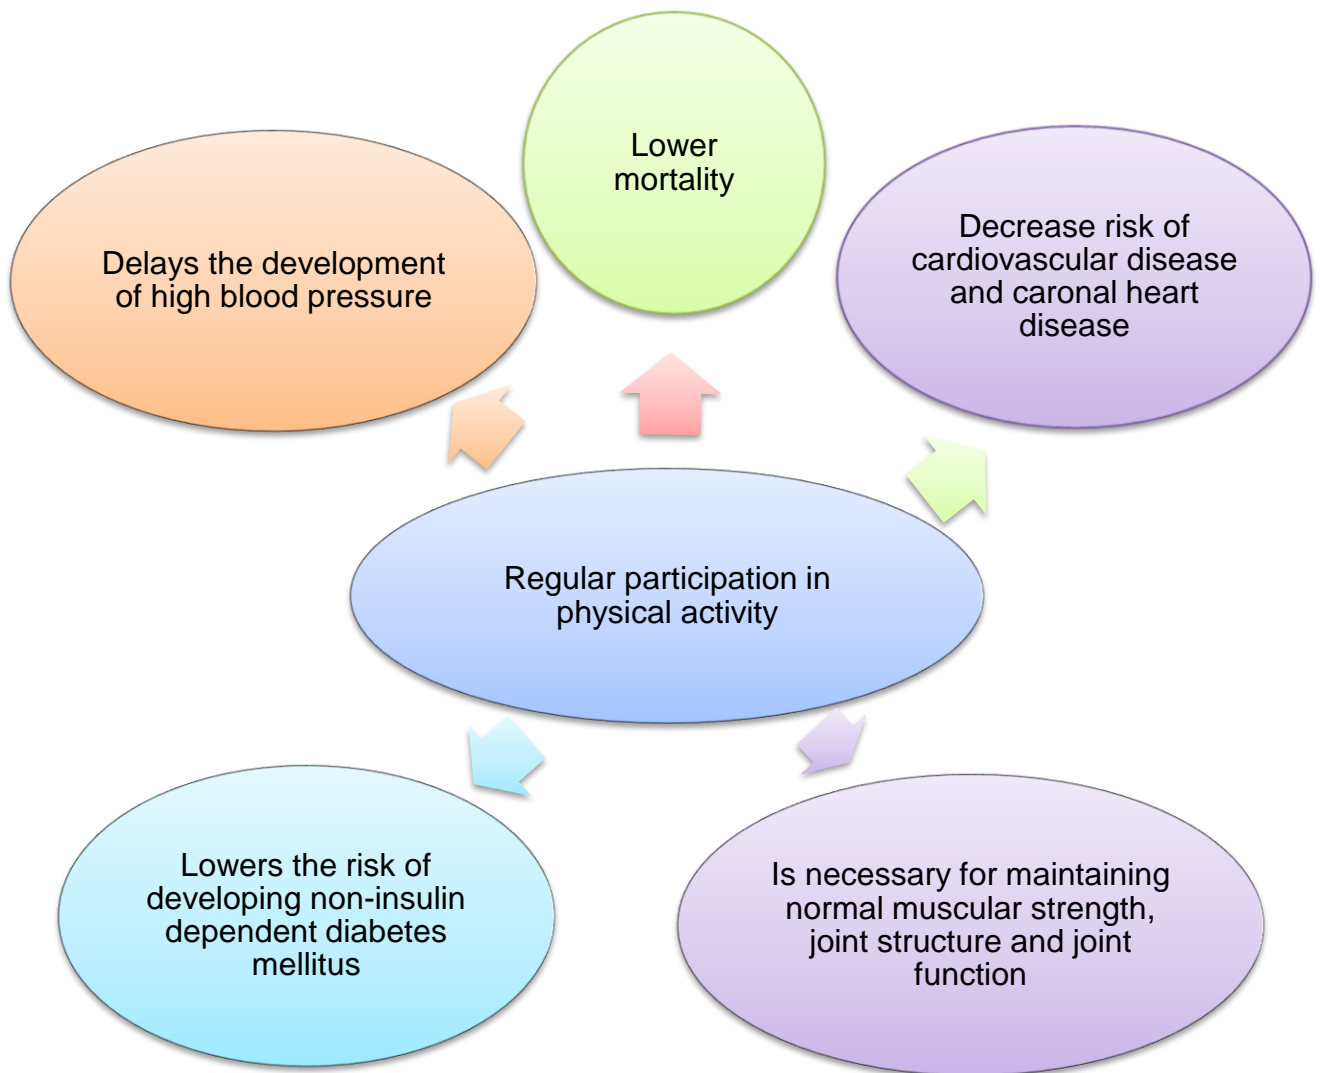 Lower
mortality
Delays the development
of high blood pressure
Decrease risk of
cardiovascular disease
and caronal heart
disease
Regular participation in
physical activity
Lowers the risk of
developing non-insulin
dependent diabetes
mellitus
Is necessary for maintaining
normal muscular strength,
joint structure and joint
function